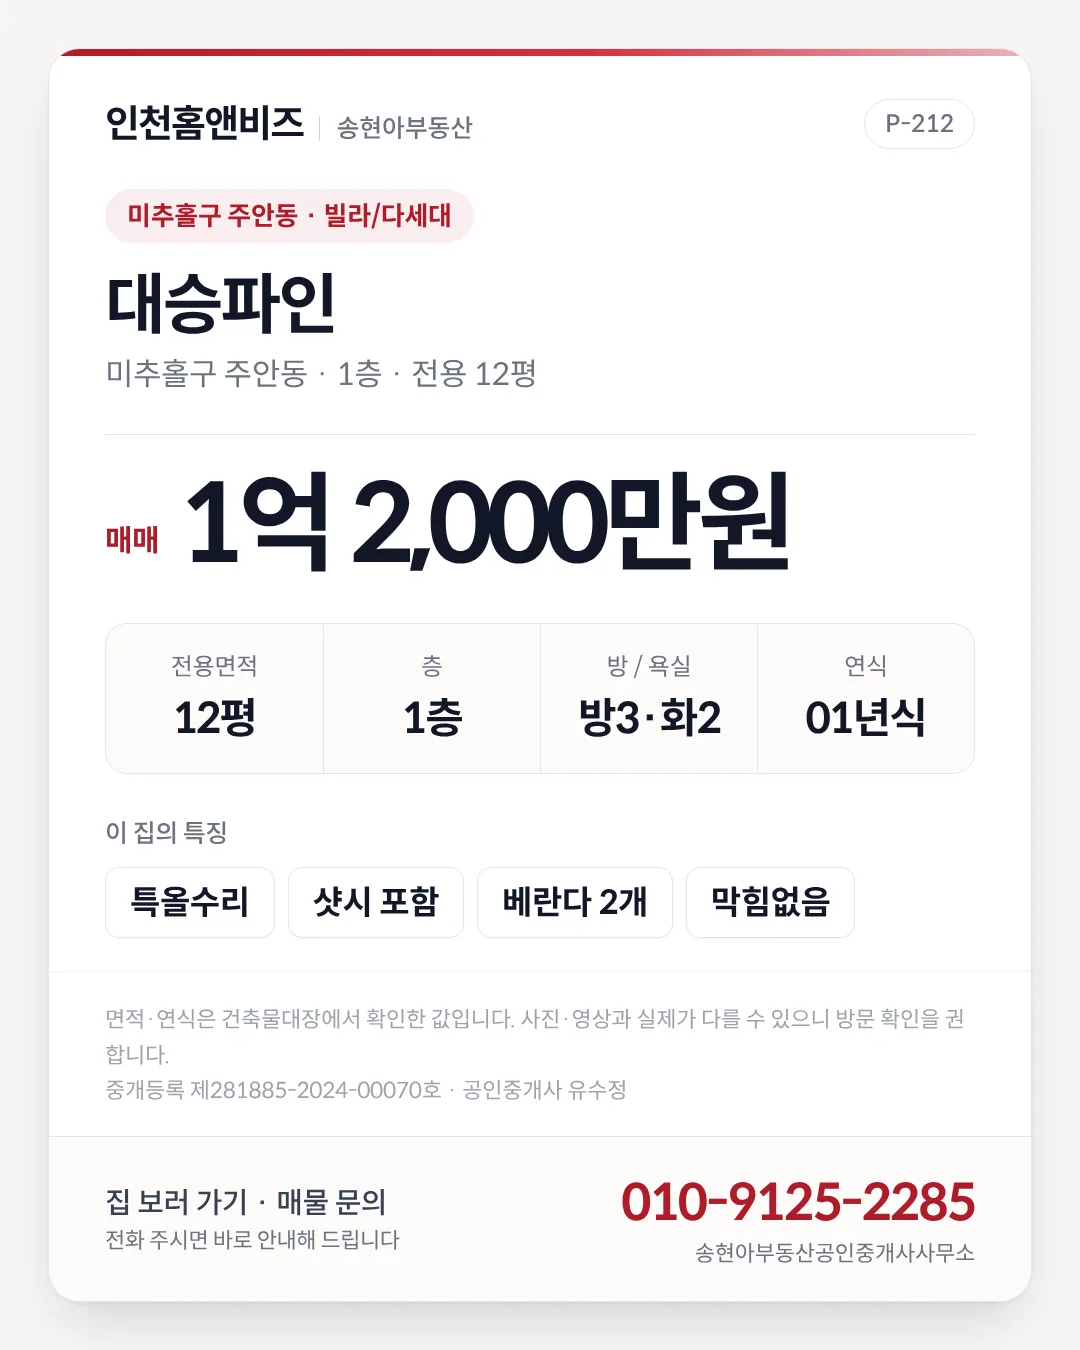 인천홈앤비즈 | 송현아부동산
P-212
미추홀구 주안동 · 빌라/다세대
대승파인
미추홀구 주안동 · 1층 · 전용 12평
매매 1억 2,000만원
전용면적
12평
층
1층
방 / 욕실
방3·화2
연식
01년식
이 집의 특징
특올수리
샷시 포함
베란다 2개
막힘없음
면적·연식은 건축물대장에서 확인한 값입니다. 사진·영상과 실제가 다를 수 있으니 방문 확인을 권
합니다.
중개등록 제281885-2024-00070호 · 공인중개사 유수정
집 보러 가기 · 매물 문의
전화 주시면 바로 안내해 드립니다
010-9125-2285
송현아부동산공인중개사사무소